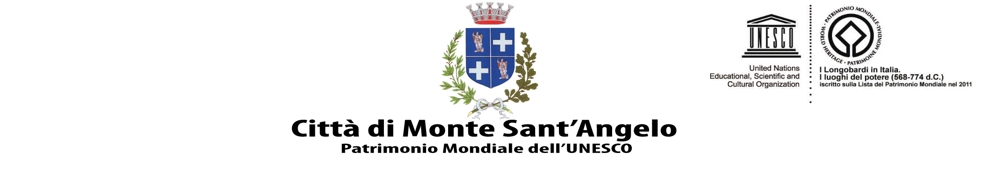 Città di Monte Sant’Angelo
Patrimonio Mondiale dell’UNESCO
UNESCO
United Nations
Educational, Scientific and
Cultural Organization
· PATRIMONIO MONDIALE · WORLD HERITAGE · PATRIMOINE MONDIAL
I Longobardi in Italia.
I luoghi del potere (568-774 d.C.)
iscritto sulla Lista del Patrimonio Mondiale nel 2011